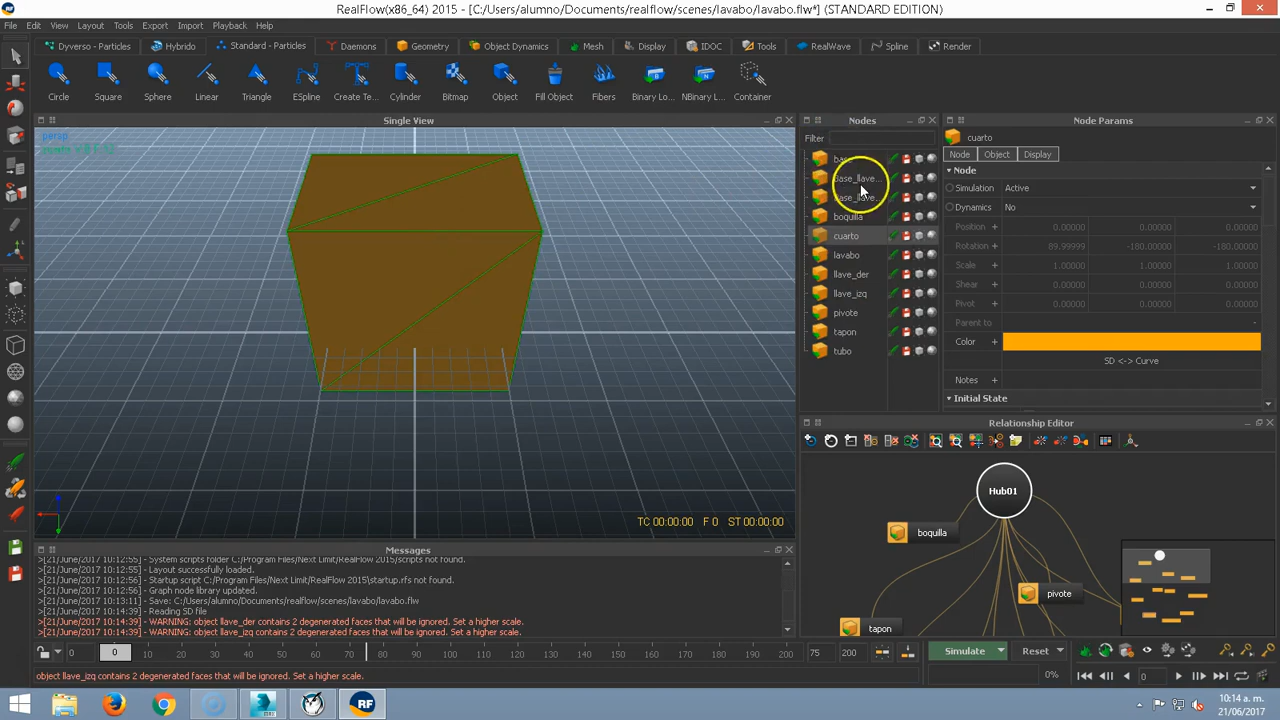 RealFlow(x86_64) 2015 - [C:/Users/alumno/Documents/realflow/scenes/lavabo/lavabo.flw*] (STANDARD EDITION)
File Edit View Layout Tools Export Import Playback Help
Dyverso - Particles Hybrido Standard - Particles Daemons Geometry Object Dynamics Mesh Display IDOC Tools RealWave Spline Render
Circle Square Sphere Linear Triangle ESpline Create Te... Cylinder Bitmap Object Fill Object Fibers Binary Lo... NBinary L... Container
Single View
persp
TC 00:00:00 F 0 ST 00:00:00
Nodes
Filter
base
Base_llave...
Base_llave...
boquilla
cuarto
lavabo
llave_der
llave_izq
pivote
tapon
tubo
Node Params
cuarto
Node Object Display
Node
Simulation Active
Dynamics No
Position 0.00000 0.00000 0.00000
Rotation 89.99999 -180.00000 -180.00000
Scale 1.00000 1.00000 1.00000
Shear 0.00000 0.00000 0.00000
Pivot 0.00000 0.00000 0.00000
Parent to -
Color
SD <-> Curve
Notes
Initial State
Relationship Editor
Hub01
boquilla
pivote
tapon
Messages
>[21/June/2017 10:12:55] - System scripts folder C:/Program Files/Next Limit/RealFlow 2015/scripts not found.
>[21/June/2017 10:12:55] - Layout successfully loaded.
>[21/June/2017 10:12:56] - Startup script C:/Program Files/Next Limit/RealFlow 2015\startup.rfs not found.
>[21/June/2017 10:12:56] - Graph node library updated.
>[21/June/2017 10:13:11] - Save: C:/Users/alumno/Documents/realflow/scenes/lavabo/lavabo.flw
>[21/June/2017 10:14:39] - Reading SD file
>[21/June/2017 10:14:39] - WARNING: object llave_der contains 2 degenerated faces that will be ignored. Set a higher scale.
>[21/June/2017 10:14:39] - WARNING: object llave_izq contains 2 degenerated faces that will be ignored. Set a higher scale.
0 0 10 20 30 40 50 60 70 80 90 100 110 120 130 140 150 160 170 180 190 200 75 200
Simulate Reset
object llave_izq contains 2 degenerated faces that will be ignored. Set a higher scale.
0% 0
RF
10:14 a. m.
21/06/2017